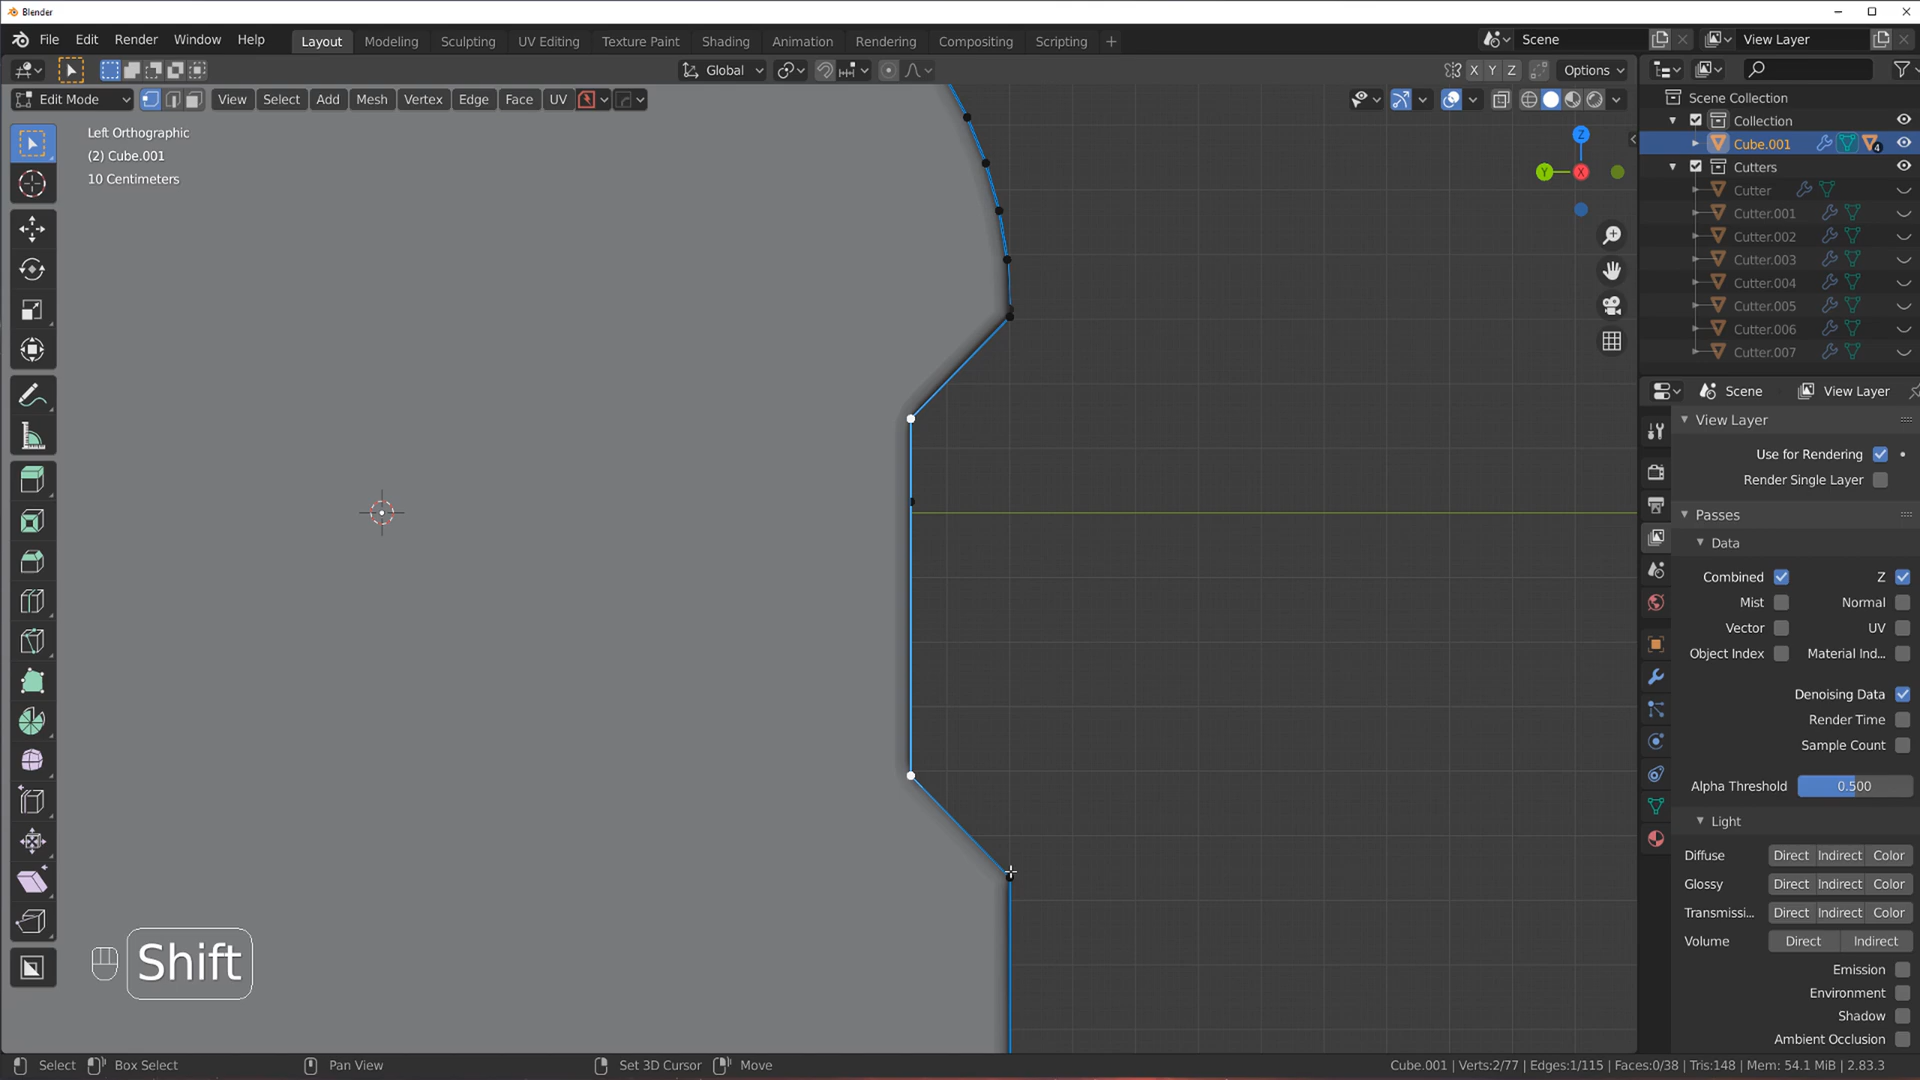 Blender
File Edit Render Window Help
Layout Modeling Sculpting UV Editing Texture Paint Shading Animation Rendering Compositing Scripting +
Scene
View Layer
Global
X Y Z
Options
Edit Mode
View Select Add Mesh Vertex Edge Face UV
Left Orthographic
(2) Cube.001
10 Centimeters
Z
Y
X
Scene Collection
Collection
Cube.001
4
Cutters
Cutter
Cutter.001
Cutter.002
Cutter.003
Cutter.004
Cutter.005
Cutter.006
Cutter.007
Scene
View Layer
View Layer
Use for Rendering
Render Single Layer
Passes
Data
Combined Z
Mist Normal
Vector UV
Object Index Material Ind...
Denoising Data
Render Time
Sample Count
Alpha Threshold 0.500
Light
Diffuse Direct Indirect Color
Glossy Direct Indirect Color
Transmissi... Direct Indirect Color
Volume Direct Indirect
Emission
Environment
Shadow
Ambient Occlusion
Shift
Select Box Select Pan View Set 3D Cursor Move
Cube.001 | Verts:2/77 | Edges:1/115 | Faces:0/38 | Tris:148 | Mem: 54.1 MiB | 2.83.3